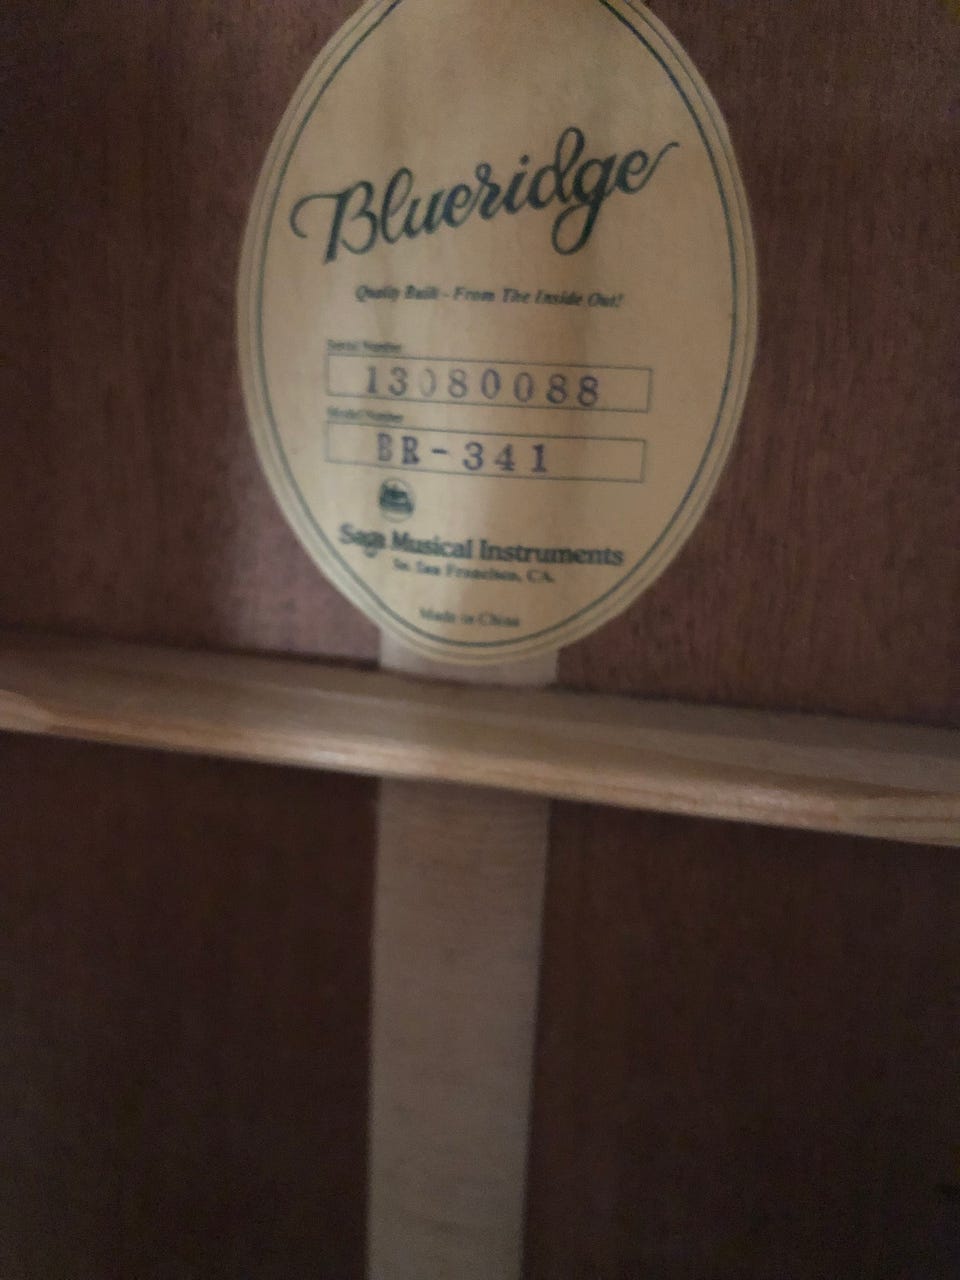 Blueridge
Quality Built - From The Inside Out!
Serial Number
13080088
Model Number
BR-341
Saga Musical Instruments
So. San Francisco, CA.
Made in China